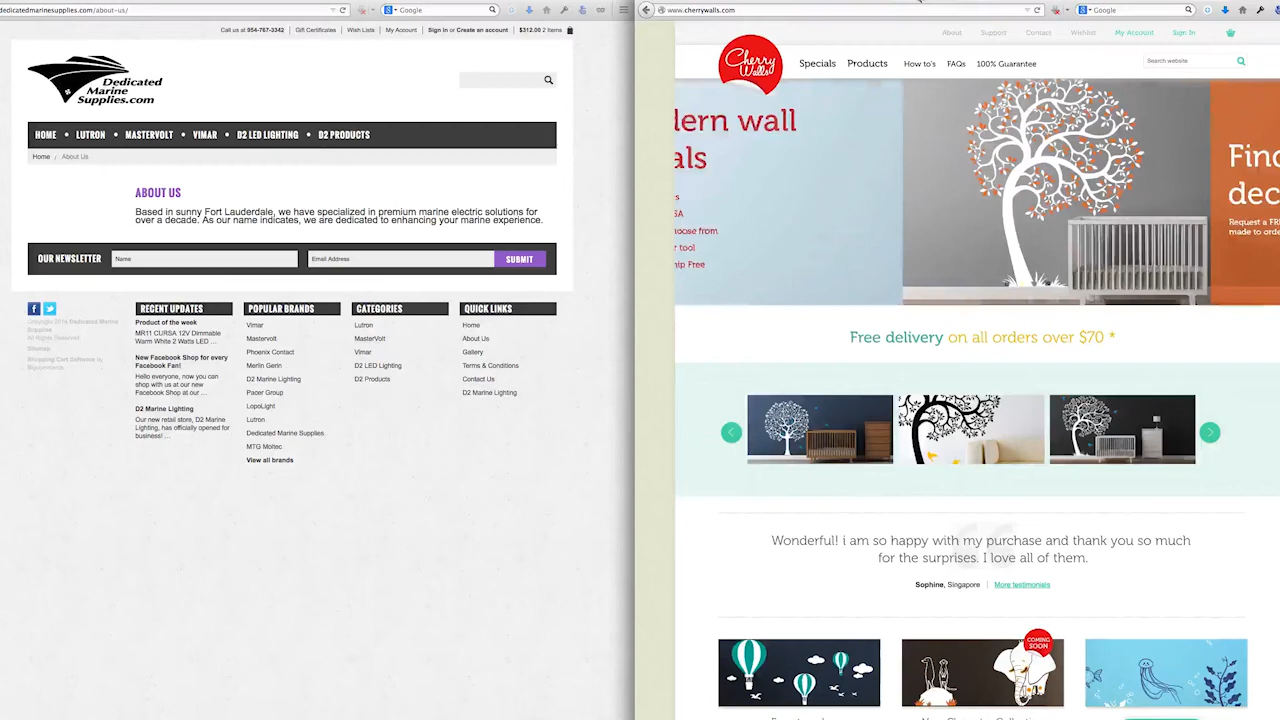 dedicatedmarinesupplies.com/about-us/
Google
Call us at 954-767-3342
Gift Certificates
Wish Lists
My Account
Sign in or Create an account
$312.00 2 items
Dedicated
Marine
Supplies.com
HOME • LUTRON • MASTERVOLT • VIMAR • D2 LED LIGHTING • D2 PRODUCTS
Home / About Us
ABOUT US
Based in sunny Fort Lauderdale, we have specialized in premium marine electric solutions for
over a decade. As our name indicates, we are dedicated to enhancing your marine experience.
OUR NEWSLETTER
Name
Email Address
SUBMIT
Copyright 2014 Dedicated Marine
Supplies
All Rights Reserved
Sitemap
Shopping Cart Software by
Bigcommerce
RECENT UPDATES
Product of the week
MR11 CURSA 12V Dimmable
Warm White 2 Watts LED ...
New Facebook Shop for every
Facebook Fan!
Hello everyone, now you can
shop with us at our new
Facebook Shop at our ...
D2 Marine Lighting
Our new retail store, D2 Marine
Lighting, has officially opened for
business! ...
POPULAR BRANDS
Vimar
Mastervolt
Phoenix Contact
Merlin Gerin
D2 Marine Lighting
Pacer Group
LopoLight
Lutron
Dedicated Marine Supplies.
MTG Moltec
View all brands
CATEGORIES
Lutron
MasterVolt
Vimar
D2 LED Lighting
D2 Products
QUICK LINKS
Home
About Us
Gallery
Terms & Conditions
Contact Us
D2 Marine Lighting
www.cherrywalls.com
Google
About
Support
Contact
Wishlist
My Account
Sign In
Cherry
Walls
Specials
Products
How to's
FAQs
100% Guarantee
Search website
dern wall
als
s
SA
hoose from
r tool
hip Free
Find
dec
Request a FR
made to orde
Free delivery on all orders over $70 *
Wonderful! i am so happy with my purchase and thank you so much
for the surprises. I love all of them.
Sophine, Singapore
More testimonials
COMING
SOON